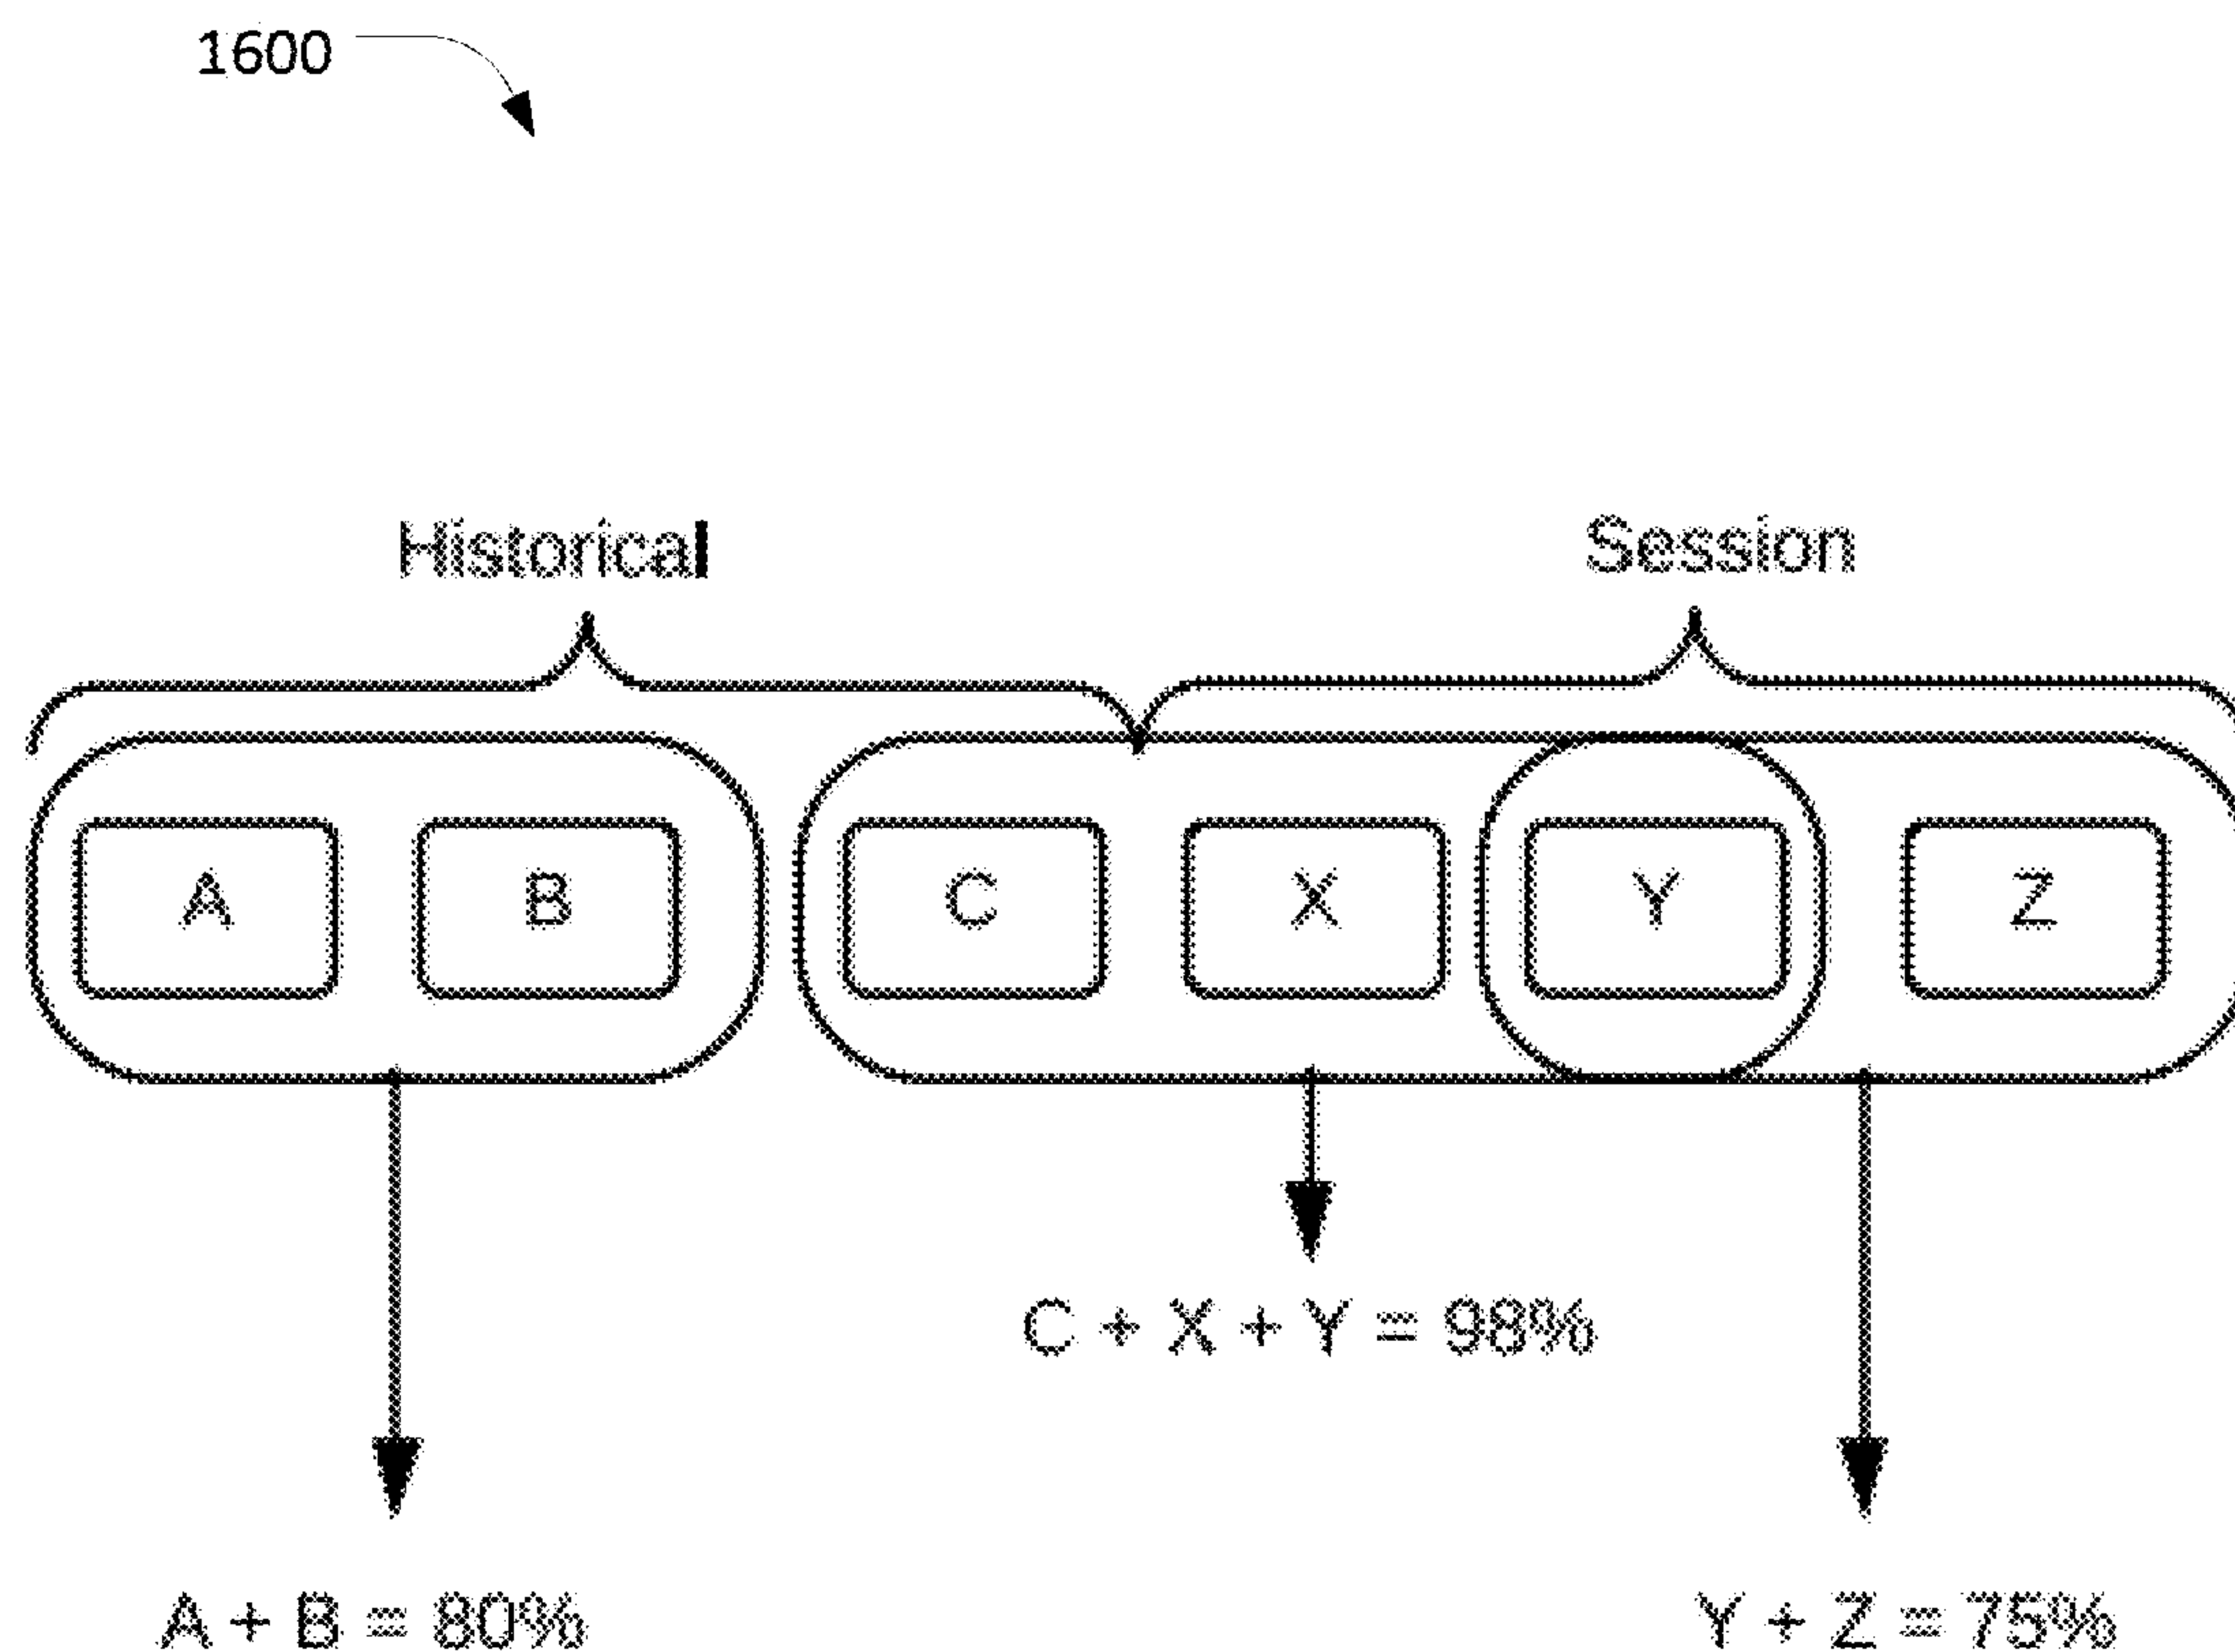 1600
Historical
Session
A
B
C
X
Y
Z
C + X + Y = 98%
A + B = 80%
Y + Z = 75%